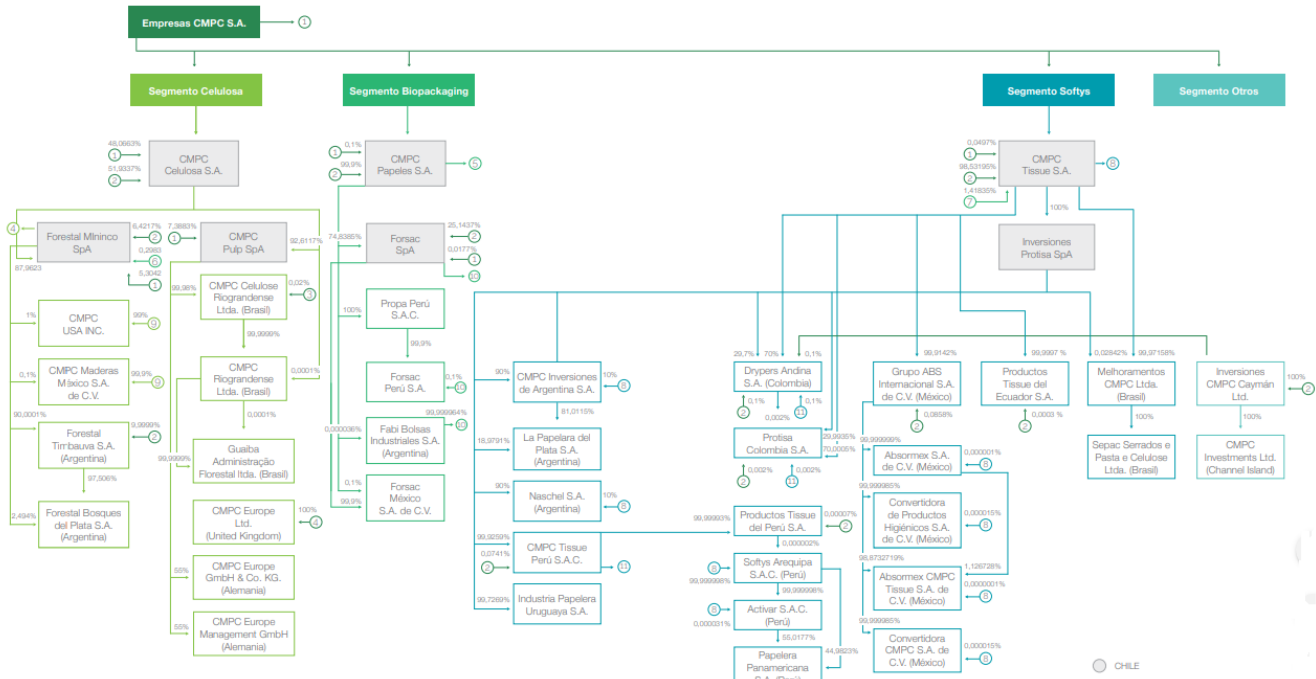 Empresas CMPC S.A.
1
Segmento Celulosa
Segmento Biopackaging
Segmento Softys
Segmento Otros
48,0663%
1
51,9337%
2
CMPC
Celulosa S.A.
0,1%
1
99,9%
2
CMPC
Papeles S.A.
5
0,0497%
1
98,53195%
2
1,41835%
7
CMPC
Tissue S.A.
8
100%
4
Forestal Mininco
SpA
6,4217%
2
0,2983
6
5,3042
1
87,9623
7,3883%
1
CMPC
Pulp SpA
92,6117%
74,8385%
Forsac
SpA
25,1437%
2
0,0177%
1
10
Inversiones
Protisa SpA
99,98%
CMPC Celulose
Riograndense
Ltda. (Brasil)
0,02%
3
99,9999%
1%
CMPC
USA INC.
99%
9
100%
Propa Perú
S.A.C.
99,9%
0,1%
CMPC Maderas
México S.A.
de C.V.
99,9%
9
CMPC
Riograndense
Ltda. (Brasil)
0,0001%
0,0001%
Forsac
Perú S.A.
0,1%
10
90,0001%
Forestal
Timbauva S.A.
(Argentina)
9,9999%
2
97,506%
99,9999%
Guaiba
Administração
Florestal ltda. (Brasil)
0,000036%
Fabi Bolsas
Industriales S.A.
(Argentina)
99,999964%
10
2,494%
Forestal Bosques
del Plata S.A.
(Argentina)
CMPC Europe
Ltd.
(United Kingdom)
100%
4
0,1%
99,9%
Forsac
México
S.A. de C.V.
55%
CMPC Europe
GmbH & Co. KG.
(Alemania)
55%
CMPC Europe
Management GmbH
(Alemania)
90%
CMPC Inversiones
de Argentina S.A.
10%
8
81,0115%
18,9791%
La Papelara del
Plata S.A.
(Argentina)
90%
Naschel S.A.
(Argentina)
10%
8
99,9259%
0,0741%
2
CMPC Tissue
Perú S.A.C.
11
99,7269%
Industria Papelera
Uruguaya S.A.
29,7%
70%
0,1%
Drypers Andina
S.A. (Colombia)
0,1%
2
0,002%
0,1%
11
Protisa
Colombia S.A.
29,9935%
70,0005%
0,002%
2
0,002%
11
99,99993%
Productos Tissue
del Perú S.A.
0,00007%
2
0,000002%
8
99,999998%
Softys Arequipa
S.A.C. (Perú)
99,999998%
8
0,000031%
Activar S.A.C.
(Perú)
55,0177%
44,9823%
Papelera
Panamericana
99,9142%
Grupo ABS
Internacional S.A.
de C.V. (México)
0,0858%
2
99,999999%
Absormex S.A.
de C.V. (México)
0,000001%
8
99,999985%
Convertidora
de Productos
Higiénicos S.A.
de C.V. (México)
0,000015%
8
98,8732719%
Absormex CMPC
Tissue S.A. de
C.V. (México)
1,126728%
0,0000001%
8
99,999985%
Convertidora
CMPC S.A. de
C.V. (México)
0,000015%
8
99,9997 %
Productos
Tissue del
Ecuador S.A.
0,0003 %
2
0,02842%
99,97158%
Melhoramentos
CMPC Ltda.
(Brasil)
100%
Sepac Serrados e
Pasta e Celulose
Ltda. (Brasil)
Inversiones
CMPC Caymán
Ltd.
100%
2
100%
CMPC
Investments Ltd.
(Channel Island)
CHILE